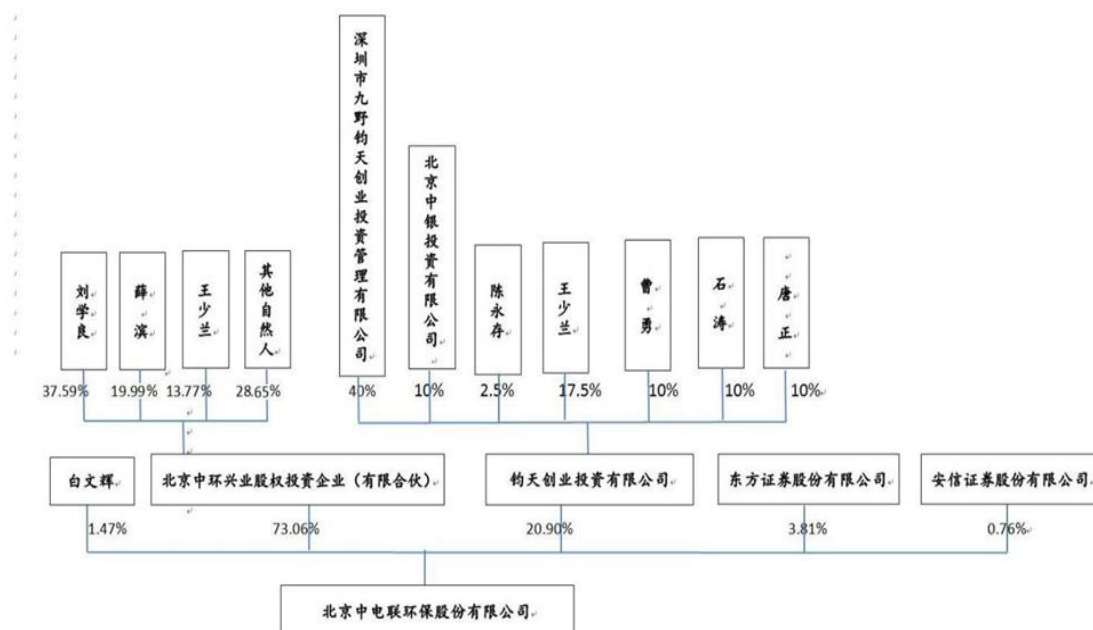 深圳市九野钧天创业投资管理有限公司
北京中银投资有限公司
刘学良
薛滨
王少兰
其他自然人
陈永存
王少兰
曹勇
石涛
唐正
37.59%
19.99%
13.77%
28.65%
40%
10%
2.5%
17.5%
10%
10%
10%
白文辉
北京中环兴业股权投资企业（有限合伙）
钧天创业投资有限公司
东方证券股份有限公司
安信证券股份有限公司
1.47%
73.06%
20.90%
3.81%
0.76%
北京中电联环保股份有限公司